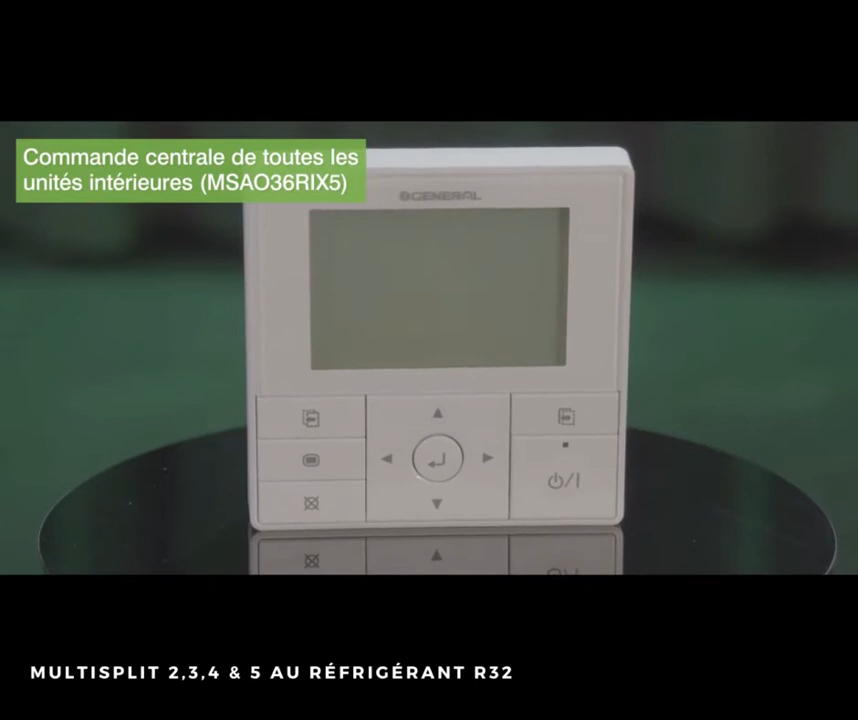 Commande centrale de toutes les
unités intérieures (MSAO36RIX5)
GENERAL
MULTISPLIT 2,3,4 & 5 AU RÉFRIGÉRANT R32